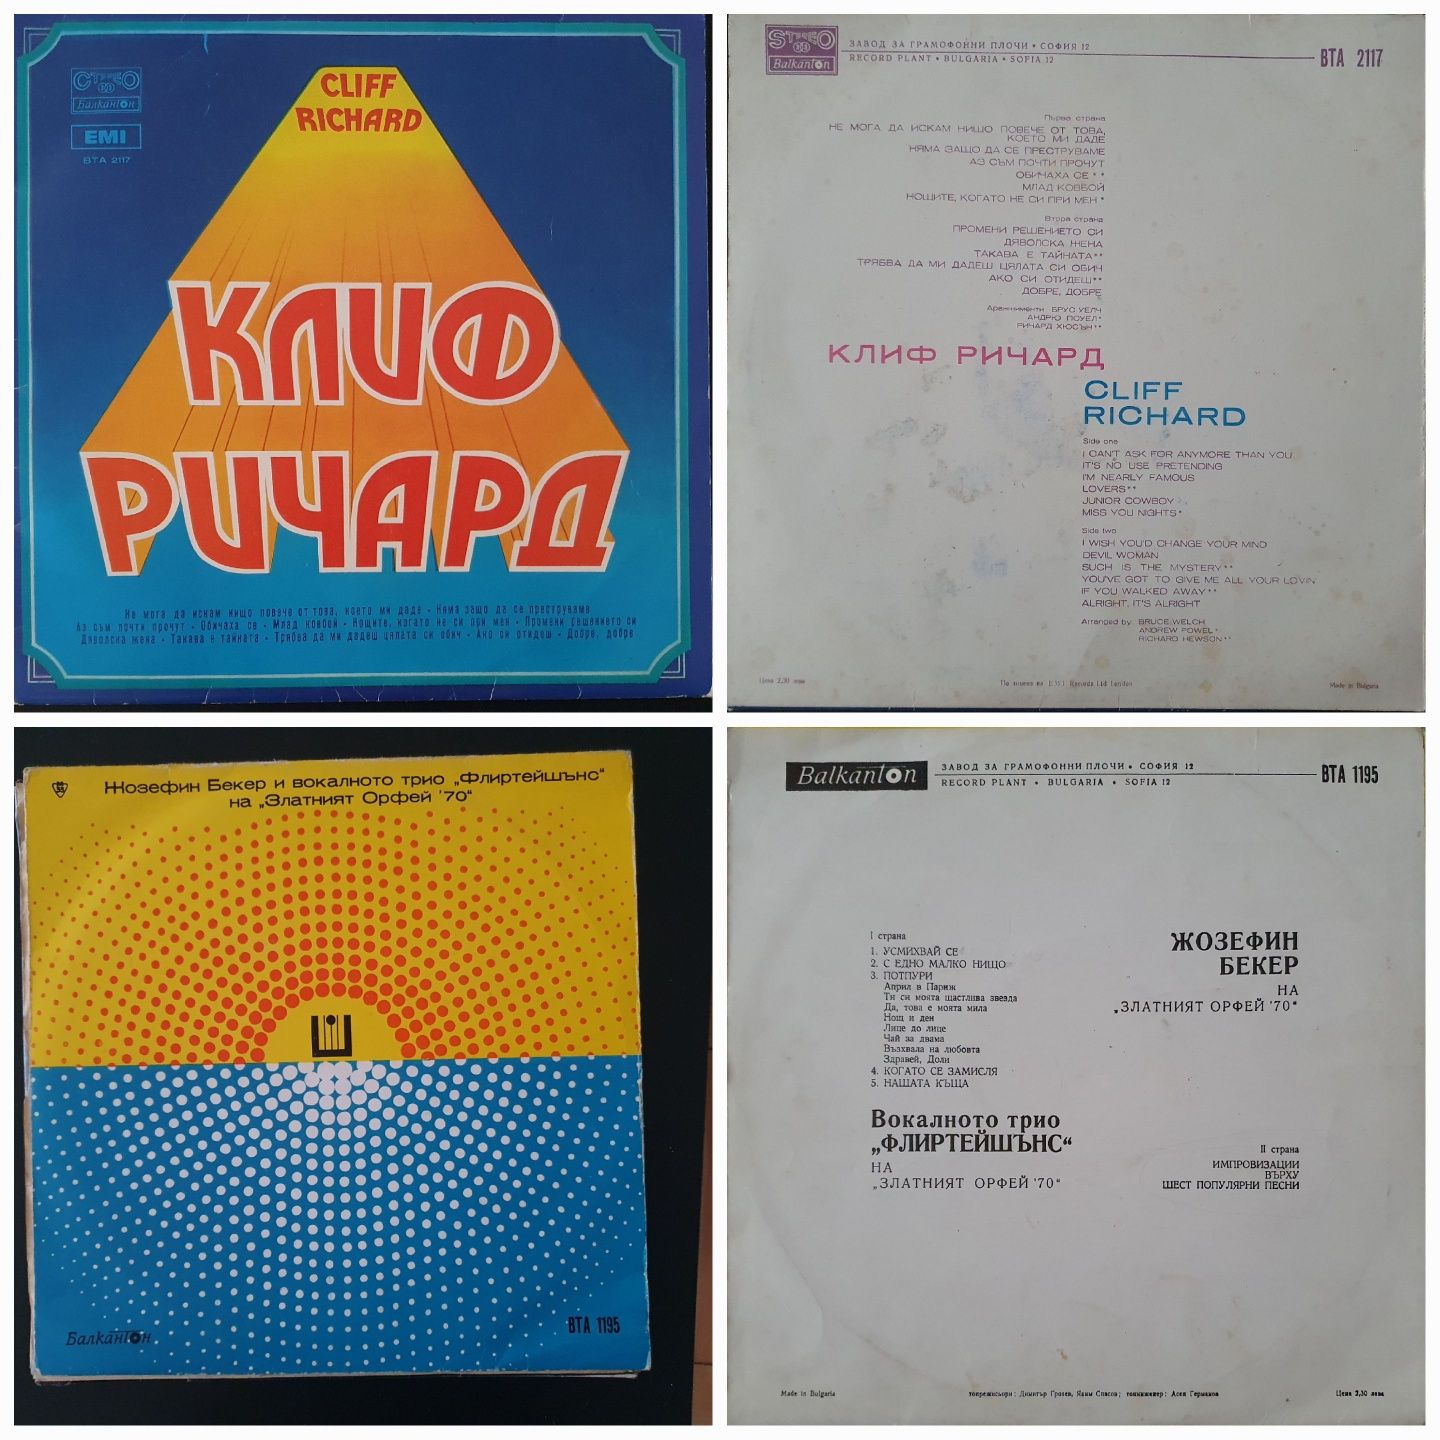 СТЕРЕО
Балкантон
EMI
ВТА 2117
CLIFF
RICHARD
КЛИФ
РИЧАРД
Не мога да искам нищо повече от това, което ми даде • Няма защо да се преструваме
Аз съм почти прочут • Обичаха се • Млад ковбой • Нощите, когато не си при мен • Промени решението си
Дяволска жена • Такава е тайната • Трябва да ми дадеш цялата си обич • Ако си отидеш • Добре, добре
STEREO
Balkanton
ЗАВОД ЗА ГРАМОФОННИ ПЛОЧИ • СОФИЯ 12
RECORD PLANT • BULGARIA • SOFIA 12
ВТА 2117
Първа страна
НЕ МОГА ДА ИСКАМ НИЩО ПОВЕЧЕ ОТ ТОВА,
КОЕТО МИ ДАДЕ
НЯМА ЗАЩО ДА СЕ ПРЕСТРУВАМЕ
АЗ СЪМ ПОЧТИ ПРОЧУТ
ОБИЧАХА СЕ**
МЛАД КОВБОЙ
НОЩИТЕ, КОГАТО НЕ СИ ПРИ МЕН*
Втора страна
ПРОМЕНИ РЕШЕНИЕТО СИ
ДЯВОЛСКА ЖЕНА
ТАКАВА Е ТАЙНАТА**
ТРЯБВА ДА МИ ДАДЕШ ЦЯЛАТА СИ ОБИЧ
АКО СИ ОТИДЕШ**
ДОБРЕ, ДОБРЕ
Аранжименти БРУС УЕЛЧ
АНДРЮ ПОУЕЛ*
РИЧАРД ХЮСЪН**
КЛИФ РИЧАРД
CLIFF
RICHARD
Side one
I CAN'T ASK FOR ANYMORE THAN YOU
IT'S NO USE PRETENDING
I'M NEARLY FAMOUS
LOVERS**
JUNIOR COWBOY
MISS YOU NIGHTS*
Side two
I WISH YOU'D CHANGE YOUR MIND
DEVIL WOMAN
SUCH IS THE MYSTERY**
YOU'VE GOT TO GIVE ME ALL YOUR LOVIN
IF YOU WALKED AWAY**
ALRIGHT, IT'S ALRIGHT
Arranged by BRUCE WELCH
ANDREW POWEL*
RICHARD HEWSON**
Цена 2,30 лева
По лиценз на E.M.I. Records Ltd London
Made in Bulgaria
Жозефин Бекер и вокалното трио „Флиртейшънс“
на „Златният Орфей '70“
Балкантон
ВТА 1195
Balkanton
ЗАВОД ЗА ГРАМОФОННИ ПЛОЧИ • СОФИЯ 12
RECORD PLANT • BULGARIA • SOFIA 12
ВТА 1195
I страна
1. УСМИХВАЙ СЕ
2. С ЕДНО МАЛКО НИЩО
3. ПОТПУРИ
Април в Париж
Ти си моята щастлива звезда
Да, това е моята мила
Нощ и ден
Лице до лице
Чай за двама
Възхвала на любовта
Здравей, Доли
4. КОГАТО СЕ ЗАМИСЛЯ
5. НАШАТА КЪЩА
ЖОЗЕФИН
БЕКЕР
НА
„ЗЛАТНИЯТ ОРФЕЙ '70“
Вокалното трио
„ФЛИРТЕЙШЪНС“
НА
„ЗЛАТНИЯТ ОРФЕЙ '70“
II страна
ИМПРОВИЗАЦИИ
ВЪРХУ
ШЕСТ ПОПУЛЯРНИ ПЕСНИ
Made in Bulgaria
тонрежисьори: Димитър Грозев, Яким Списов; тонинженер: Асен Германов
Цена 2,30 лева